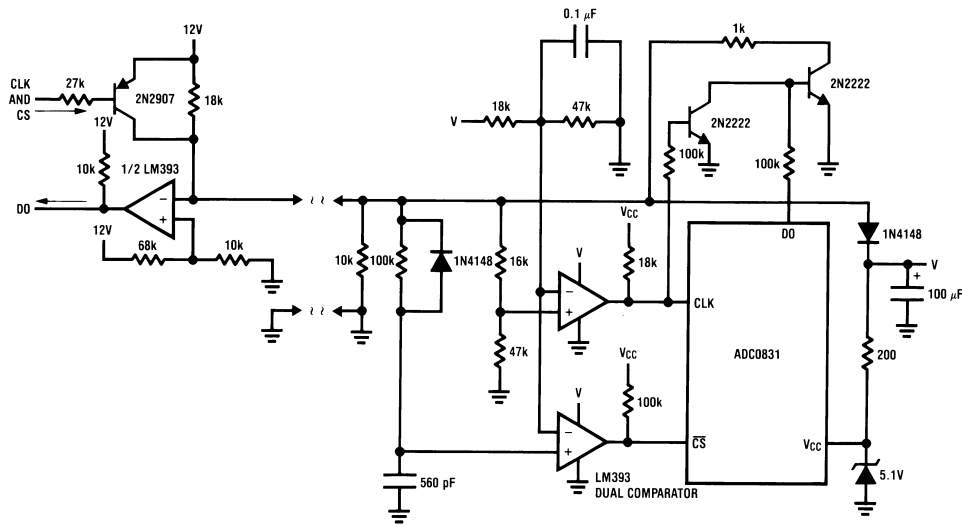 0.1 µF
1k
12V
2N2222
CLK
AND
CS
27k
2N2907
18k
V
18k
47k
2N2222
12V
10k
1/2 LM393
100k
100k
DO
12V
68k
10k
10k
100k
1N4148
16k
V
VCC
18k
DO
1N4148
V
+
100 µF
−
+
−
+
CLK
47k
ADC0831
200
VCC
V
100k
−
+
CS
VCC
5.1V
560 pF
LM393
DUAL COMPARATOR